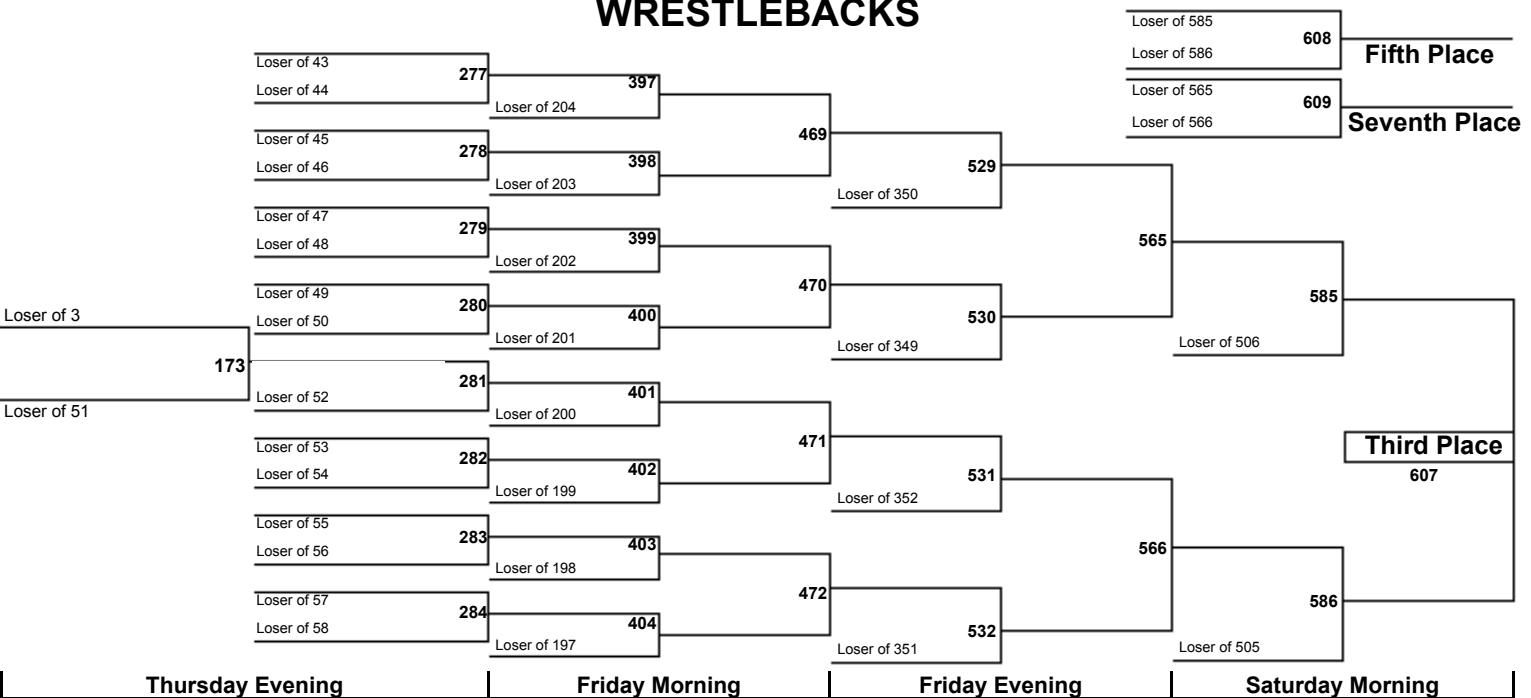 WRESTLEBACKS
Loser of 585
608
Loser of 586
Fifth Place
Loser of 565
609
Loser of 566
Seventh Place
Loser of 3
173
Loser of 51
Loser of 43
277
Loser of 44
Loser of 45
278
Loser of 46
Loser of 47
279
Loser of 48
Loser of 49
280
Loser of 50
281
Loser of 52
Loser of 53
282
Loser of 54
Loser of 55
283
Loser of 56
Loser of 57
284
Loser of 58
397
Loser of 204
398
Loser of 203
399
Loser of 202
400
Loser of 201
401
Loser of 200
402
Loser of 199
403
Loser of 198
404
Loser of 197
469
470
471
472
529
Loser of 350
530
Loser of 349
531
Loser of 352
532
Loser of 351
565
566
585
Loser of 506
586
Loser of 505
Third Place
607
Thursday Evening
Friday Morning
Friday Evening
Saturday Morning